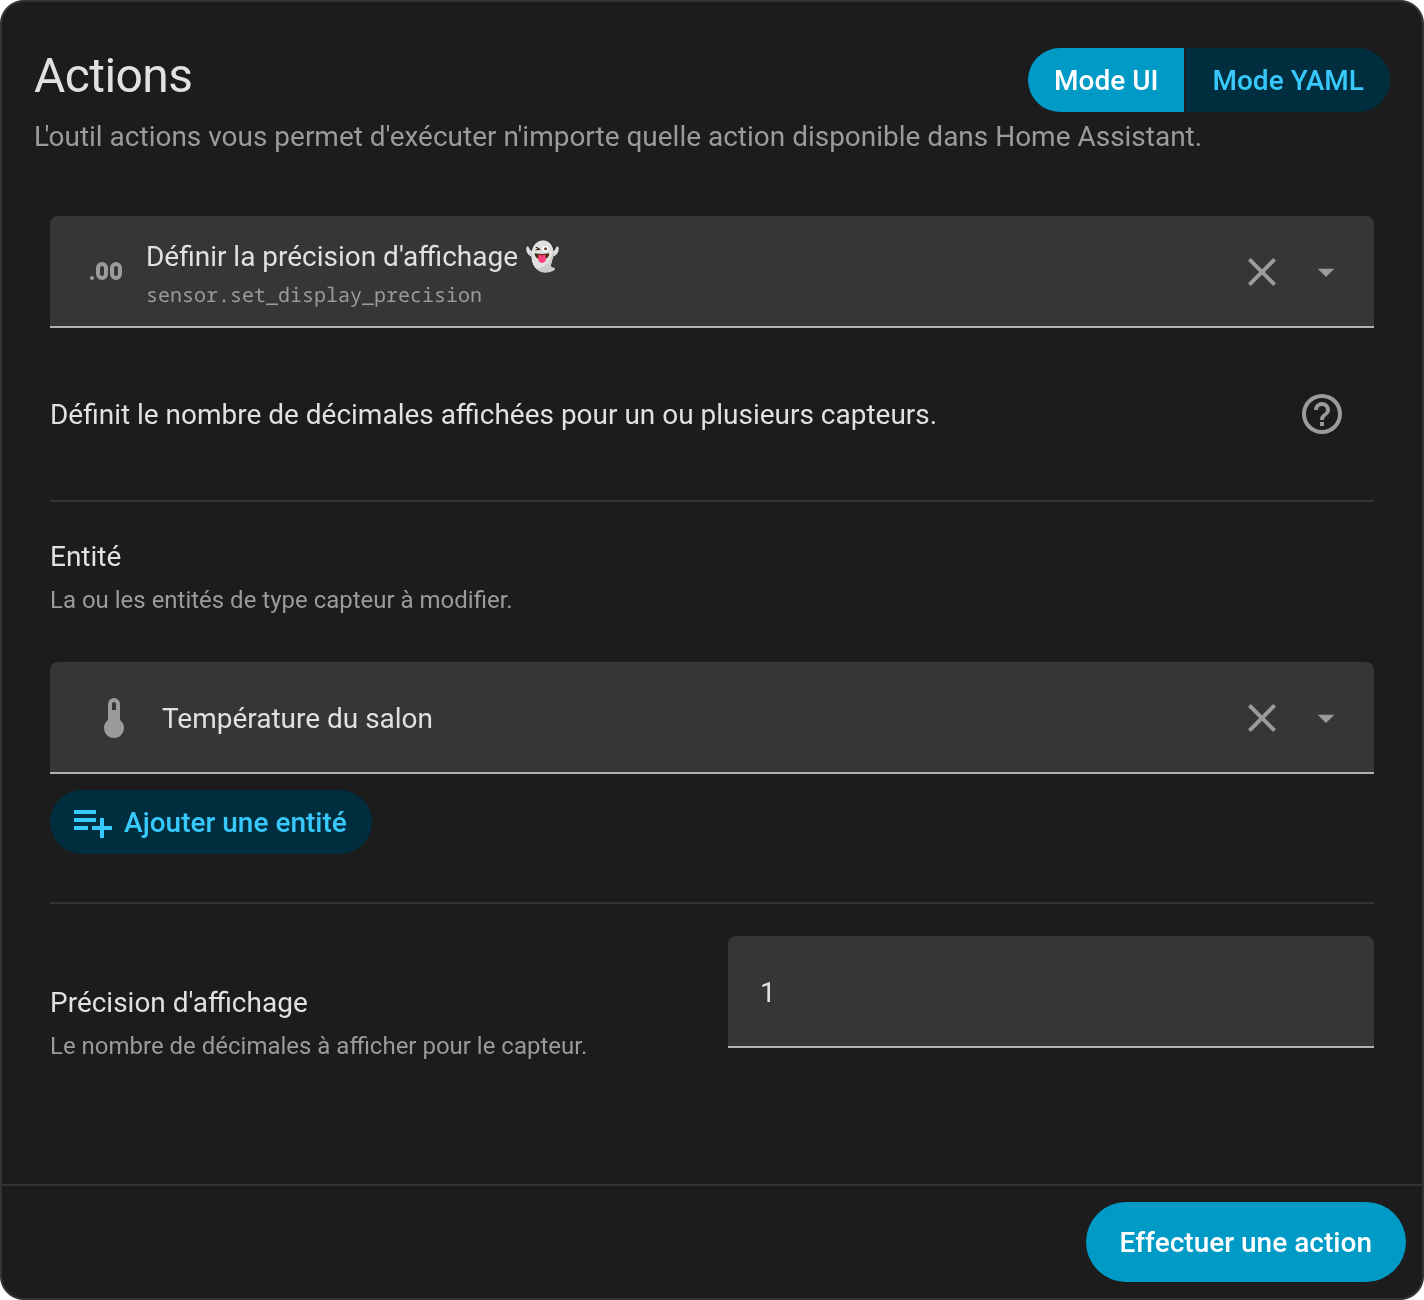 Actions
Mode UI
Mode YAML
L'outil actions vous permet d'exécuter n'importe quelle action disponible dans Home Assistant.
.00
Définir la précision d'affichage 👻
sensor.set_display_precision
Définit le nombre de décimales affichées pour un ou plusieurs capteurs.
Entité
La ou les entités de type capteur à modifier.
Température du salon
Ajouter une entité
Précision d'affichage
Le nombre de décimales à afficher pour le capteur.
1
Effectuer une action